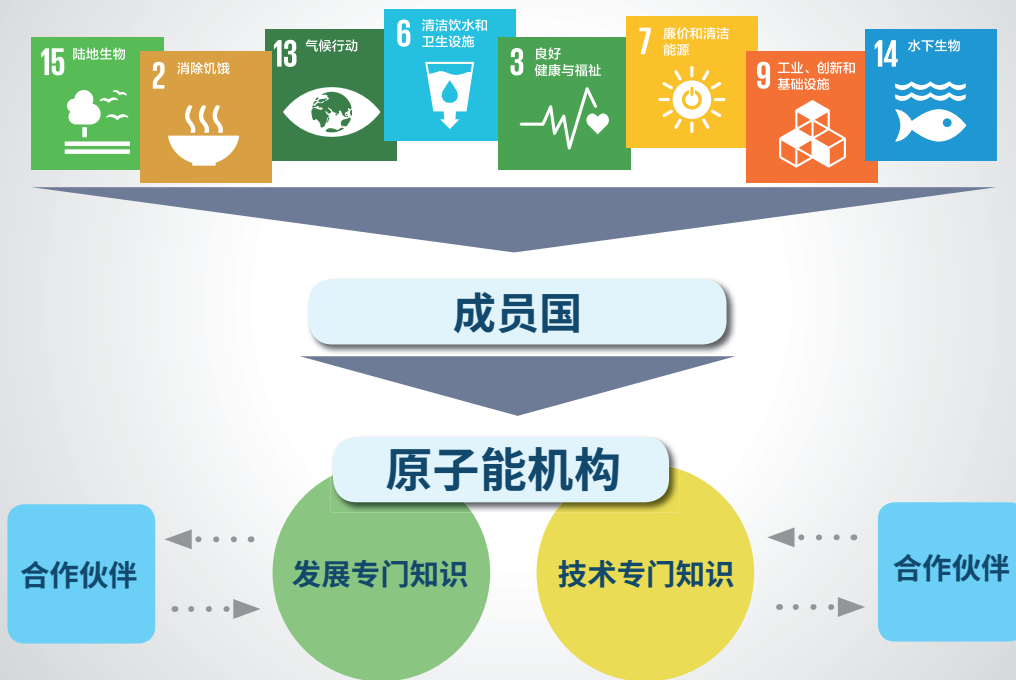 15 陆地生物
2 消除饥饿
13 气候行动
6 清洁饮水和
卫生设施
3 良好
健康与福祉
7 廉价和清洁
能源
9 工业、创新和
基础设施
14 水下生物
成员国
原子能机构
合作伙伴
发展专门知识
技术专门知识
合作伙伴